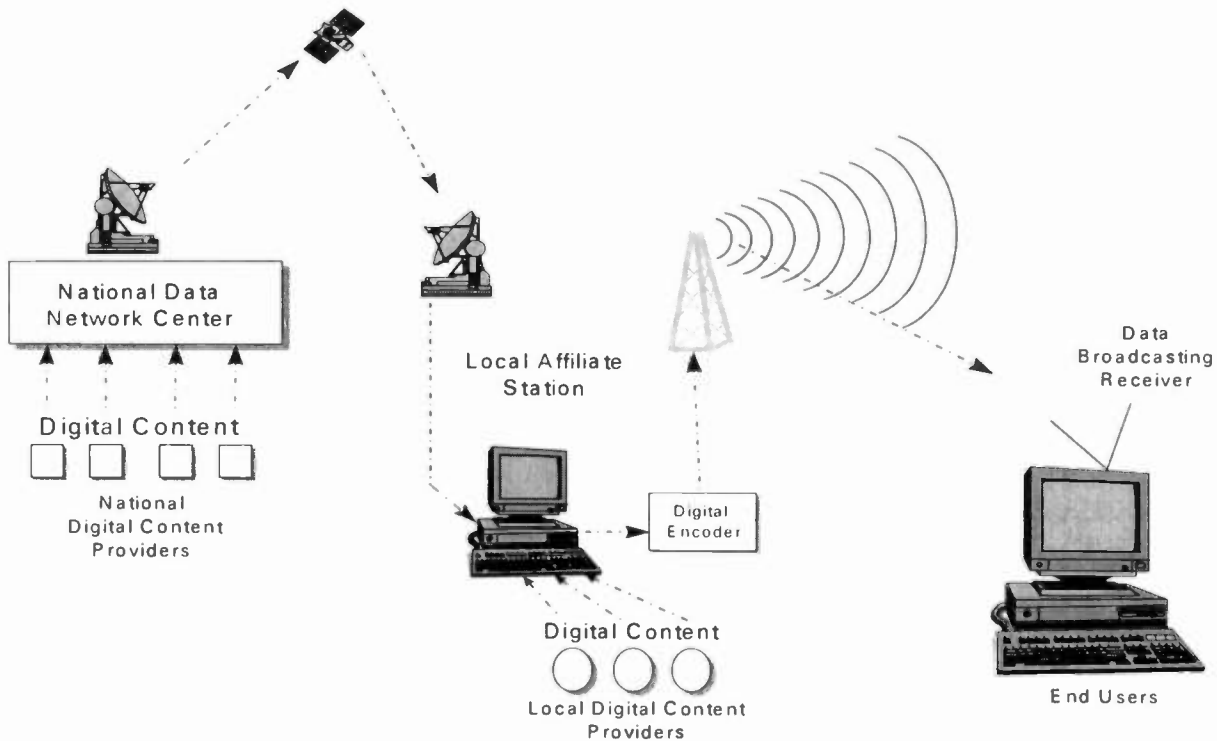 National Data
Network Center
Digital Content
National
Digital Content
Providers
Local Affiliate
Station
Digital
Encoder
Digital Content
Local Digital Content
Providers
Data
Broadcasting
Receiver
End Users